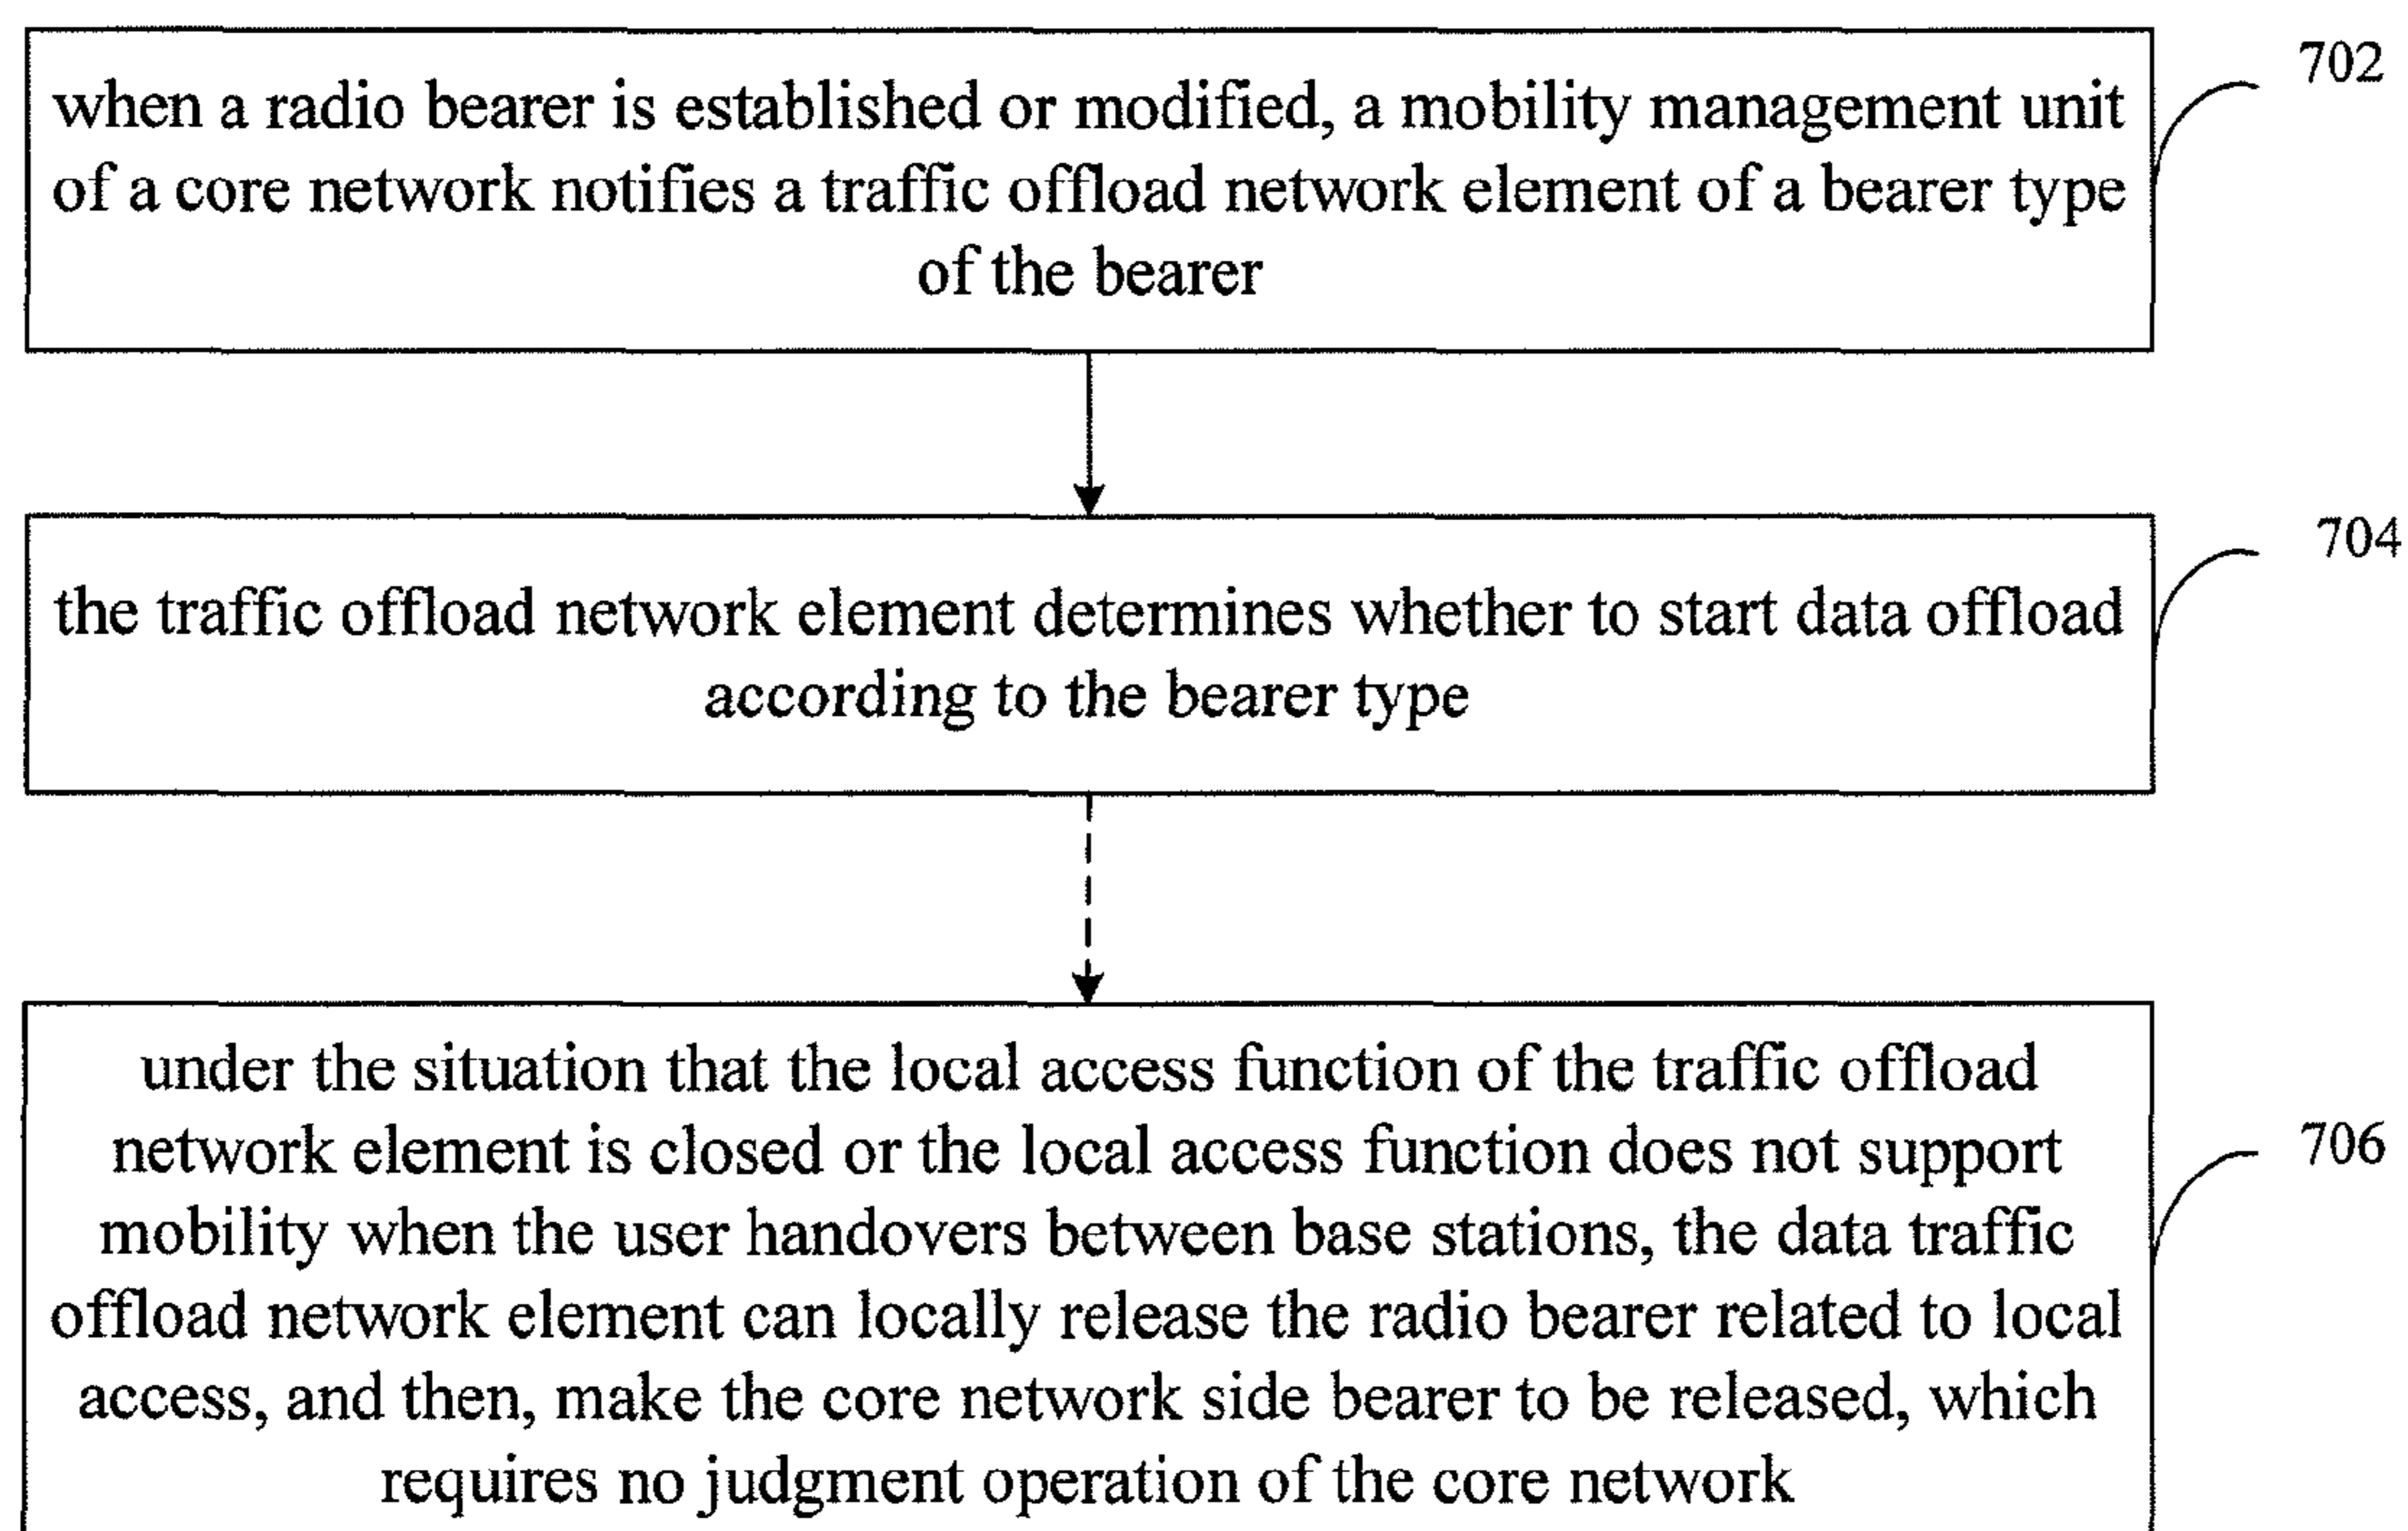 702
when a radio bearer is established or modified, a mobility management unit
of a core network notifies a traffic offload network element of a bearer type
of the bearer
704
the traffic offload network element determines whether to start data offload
according to the bearer type
under the situation that the local access function of the traffic offload
network element is closed or the local access function does not support
706
mobility when the user handovers between base stations, the data traffic
offload network element can locally release the radio bearer related to local
access, and then, make the core network side bearer to be released, which
requires no judgment operation of the core network